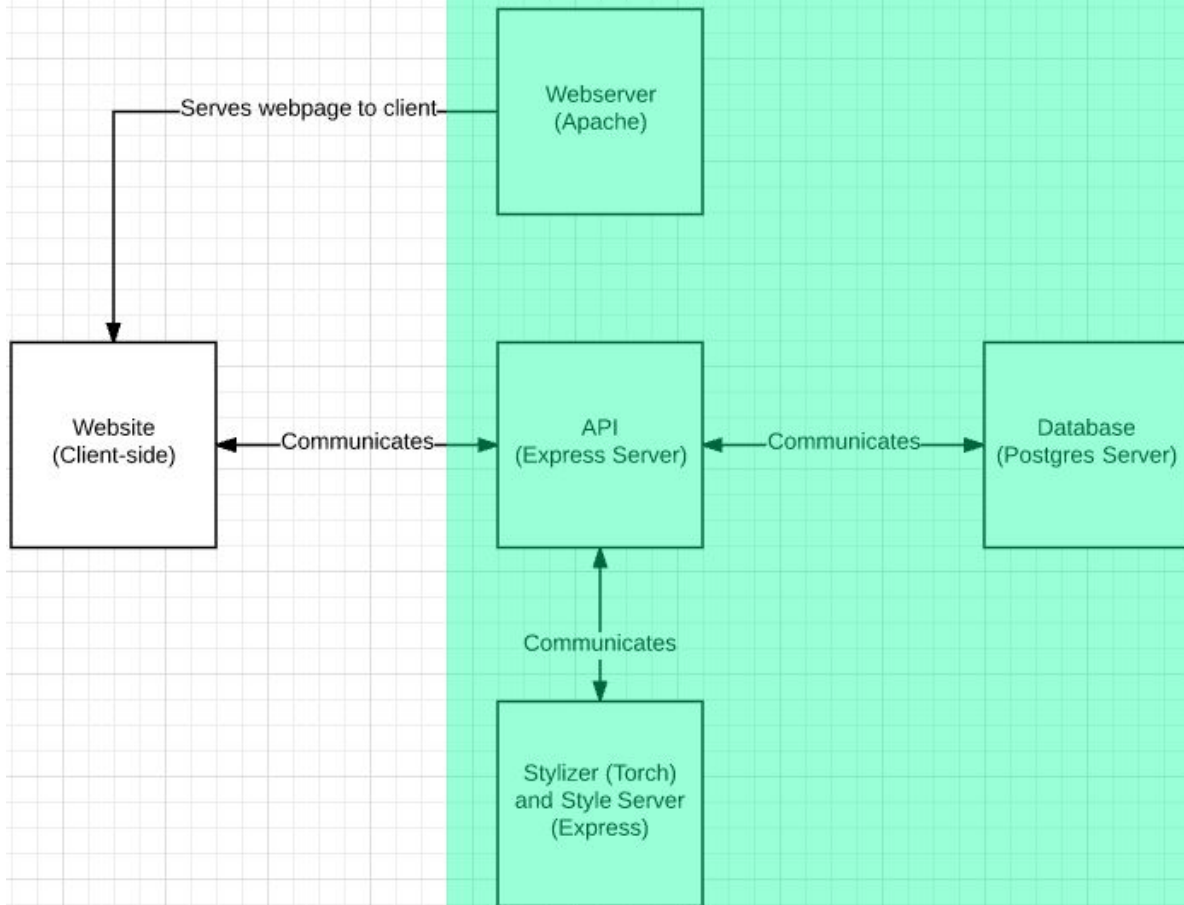 Webserver
(Apache)
Serves webpage to client
Website
(Client-side)
Communicates
API
(Express Server)
Communicates
Database
(Postgres Server)
Communicates
Stylizer (Torch)
and Style Server
(Express)